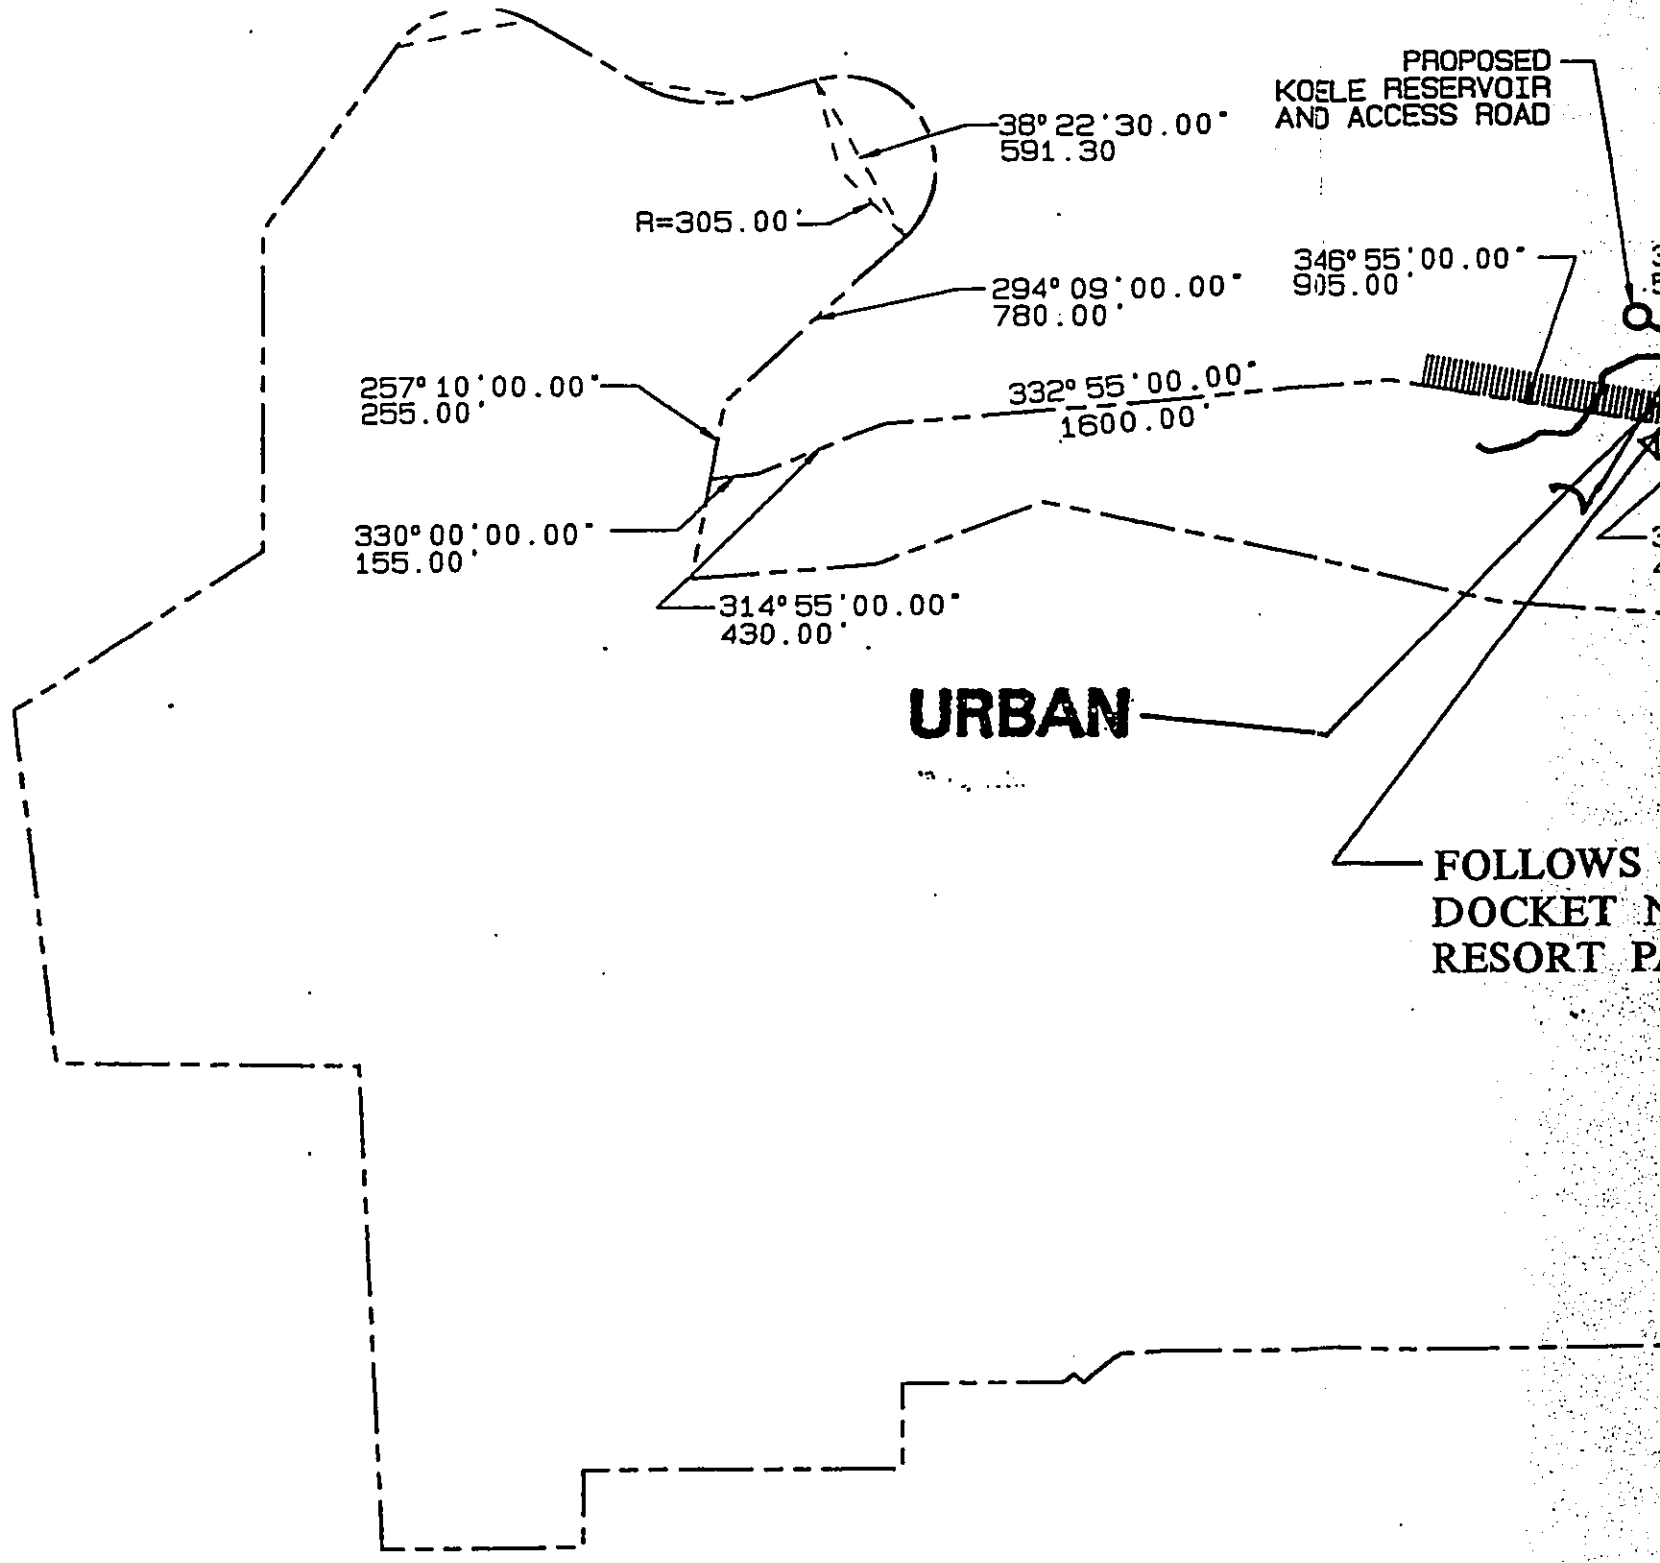 PROPOSED
KOELE RESERVOIR
AND ACCESS ROAD
38°22'30.00"
591.30
R=305.00'
346°55'00.00"
905.00'
294°09'00.00"
780.00'
257°10'00.00"
255.00'
332°55'00.00"
1600.00'
330°00'00.00"
155.00'
314°55'00.00"
430.00'
URBAN
FOLLOWS
DOCKET
RESORT